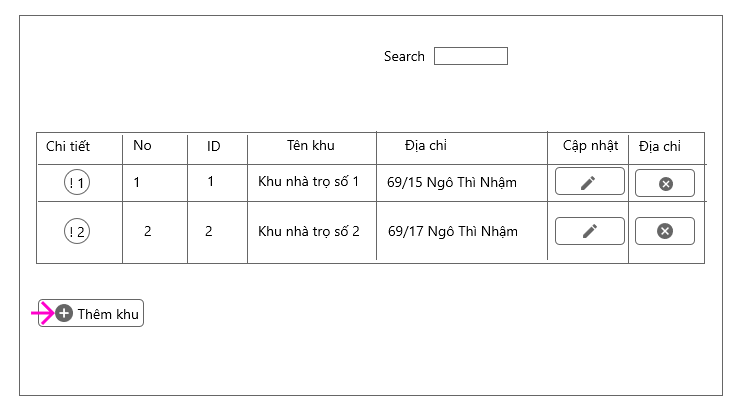 Search
Chi tiết No ID Tên khu Địa chỉ Cập nhật Địa chỉ
! 1 1 1 Khu nhà trọ số 1 69/15 Ngô Thì Nhậm
! 2 2 2 Khu nhà trọ số 2 69/17 Ngô Thì Nhậm
Thêm khu